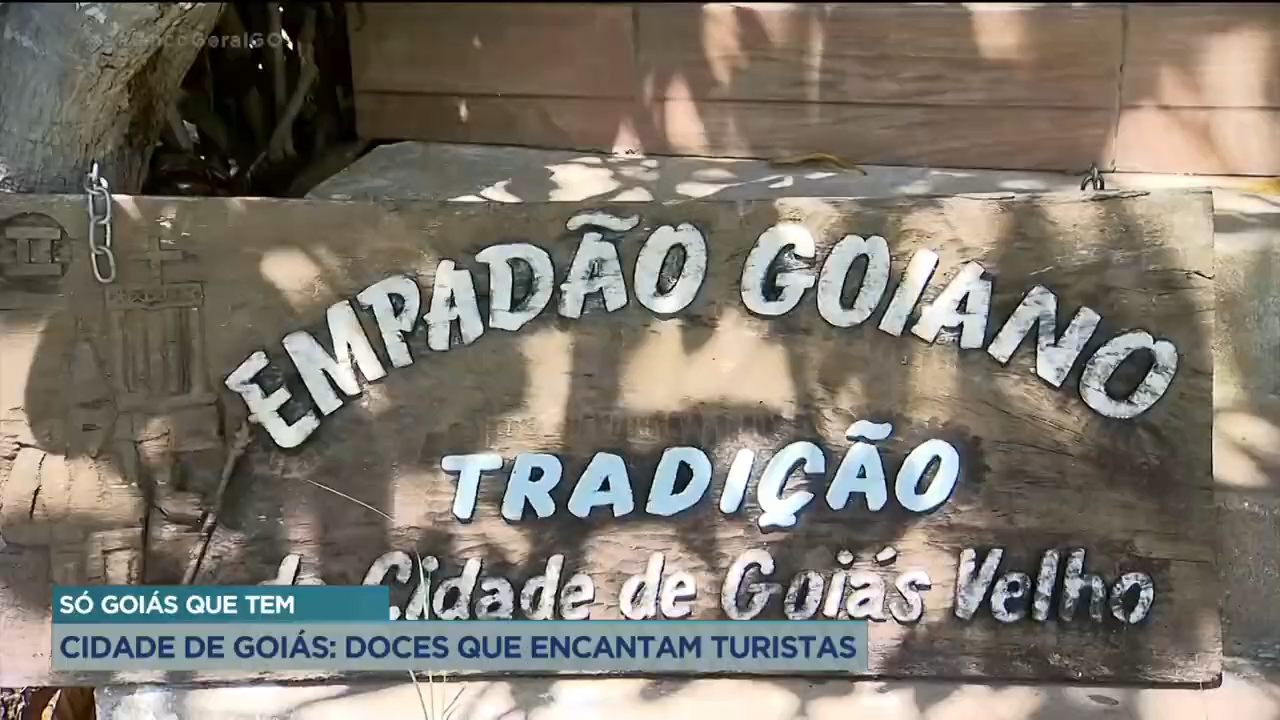 EMPADÃO GOIANO
TRADIÇÃO
Cidade de Goiás Velho
SÓ GOIÁS QUE TEM
CIDADE DE GOIÁS: DOCES QUE ENCANTAM TURISTAS